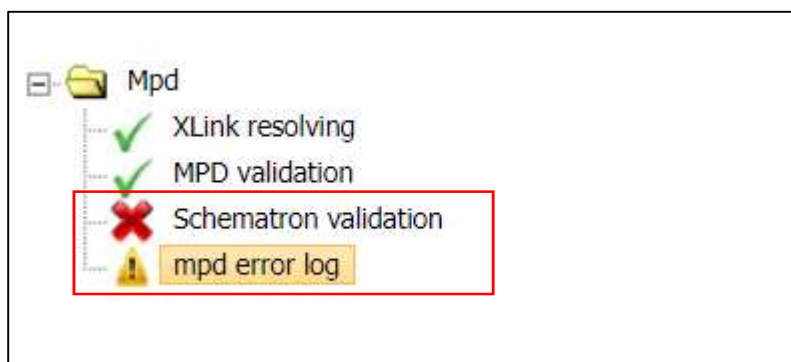 Mpd
XLink resolving
MPD validation
Schematron validation
mpd error log